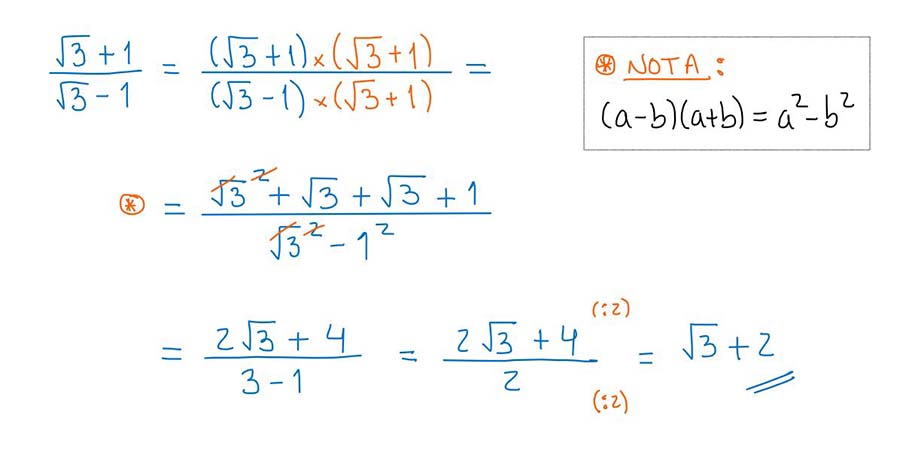 (√3 + 1)/(√3 - 1) = ((√3 + 1) × (√3 + 1))/((√3 - 1) × (√3 + 1)) =
⊛ NOTA :
(a-b)(a+b) = a² - b²
⊛ = (√3² + √3 + √3 + 1)/(√3² - 1²)
= (2√3 + 4)/(3 - 1) = (2√3 + 4)/2 (:2) (:2) = √3 + 2